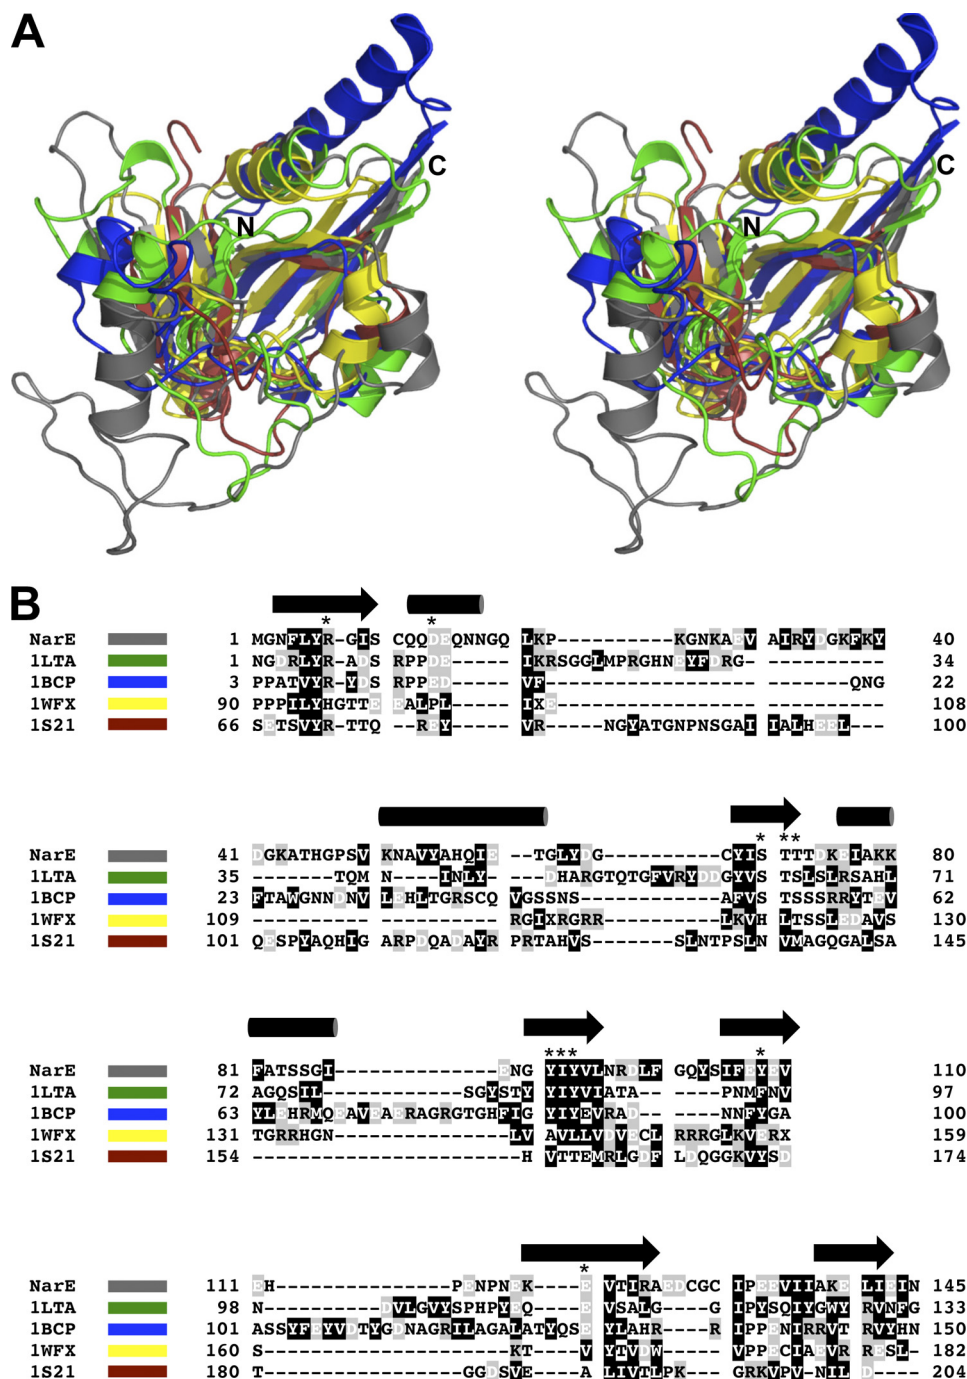 A
N
C
N
C
B
* *
NarE 1 MGNFLYR-GIS CQQDEQNNGQ LKP----------KGNKAEV AIRYDGKFKY 40
1LTA 1 NGDRLYR-ADS RPPDE----- IKRSGGLMPRGHNEYFDRG- ---------- 34
1BCP 3 PPATVYR-YDS RPPED----- VF--------------------------QNG 22
1WFX 90 PPPILYHGTTE EALPL----- IXE---------------- ---------- 108
1S21 66 SETSVYR-TTQ --REY----- VR-----NGYATGNPNSGAI IALHEEL--- 100
* **
NarE 41 DGKATHGPSV KNAVYAHQIE --TGLYDG----------CYIS TTTDKEIAKK 80
1LTA 35 -------TQMN N----INLY- ---DHARGTQTGFVRYDDGYVS TSLSLRSAHL 71
1BCP 23 FTAWGNNDNV LEHLTGRSCQ VGSSNS----------AFVS TSSSRRYTEV 62
1WFX 109 ---------- ---------- RGIXRGRR--------LKVH LTSSLEDAVS 130
1S21 101 QESPYAQHIG ARPDQADAYR PRTAHVS-------SLNTPSLN VMAGQGALSA 145
*** *
NarE 81 FATSSGI--------------ENG YIYVLNRDLF GQYSIFEYEV 110
1LTA 72 AGQSIL------------SGYSTY YIYVIATA-- ---PNMFNV 97
1BCP 63 YLEHRMQEAVEAERAGRGTGHFIG YIYEVRAD-- ---NNFYGA 100
1WFX 131 TGRRHGN---------------LV AVLLVDVECL RRRGLKVERX 159
1S21 154 -----------------------H VTTEMRLGDF LDQGGKVYSD 174
*
NarE 111 EH---------------PENPNEK----E VTIRAEDCGC IPEEVIIAKE LIEIN 145
1LTA 98 N----------DVLGVYSPHPYEQ----E VSALG-----G IPYSQIYGWY RVNFG 133
1BCP 101 ASSYFEYVDTYGDNAGRILAGALATYQSE YLAHR-----R IPPENIRRVT RVYHN 150
1WFX 160 S--------------------KT-----V YTVDW------ VPPECIAEVR RESL- 182
1S21 180 T----------------GGDSVE-----A LIVTLPK---- GRKVPV-NIL D---- 204